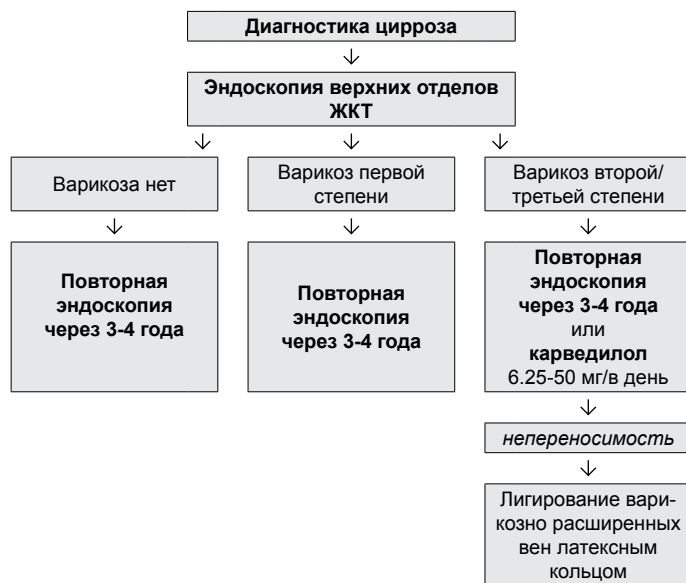 Диагностика цирроза
Эндоскопия верхних отделов
ЖКТ
Варикоза нет
Варикоз первой
степени
Варикоз второй/
третьей степени
Повторная
эндоскопия
через 3-4 года
Повторная
эндоскопия
через 3-4 года
Повторная
эндоскопия
через 3-4 года
или
карведилол
6.25-50 мг/в день
непереносимость
Лигирование вари-
козно расширенных
вен латексным
кольцом